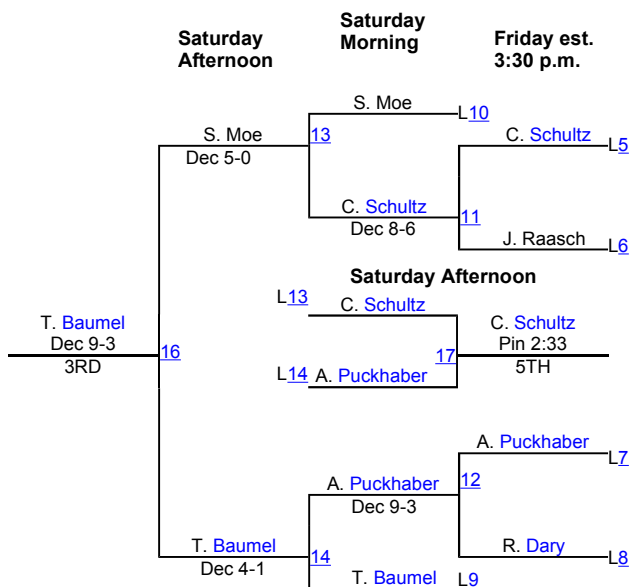 Saturday Afternoon
Saturday Morning
Friday est. 3:30 p.m.
S. Moe
L10
S. Moe
13
C. Schultz
L5
Dec 5-0
C. Schultz
11
Dec 8-6
J. Raasch
L6
Saturday Afternoon
L13
C. Schultz
T. Baumel
C. Schultz
Dec 9-3
16
17
Pin 2:33
3RD
5TH
L14
A. Puckhaber
A. Puckhaber
L7
A. Puckhaber
12
Dec 9-3
T. Baumel
14
R. Dary
L8
Dec 4-1
T. Baumel
L9